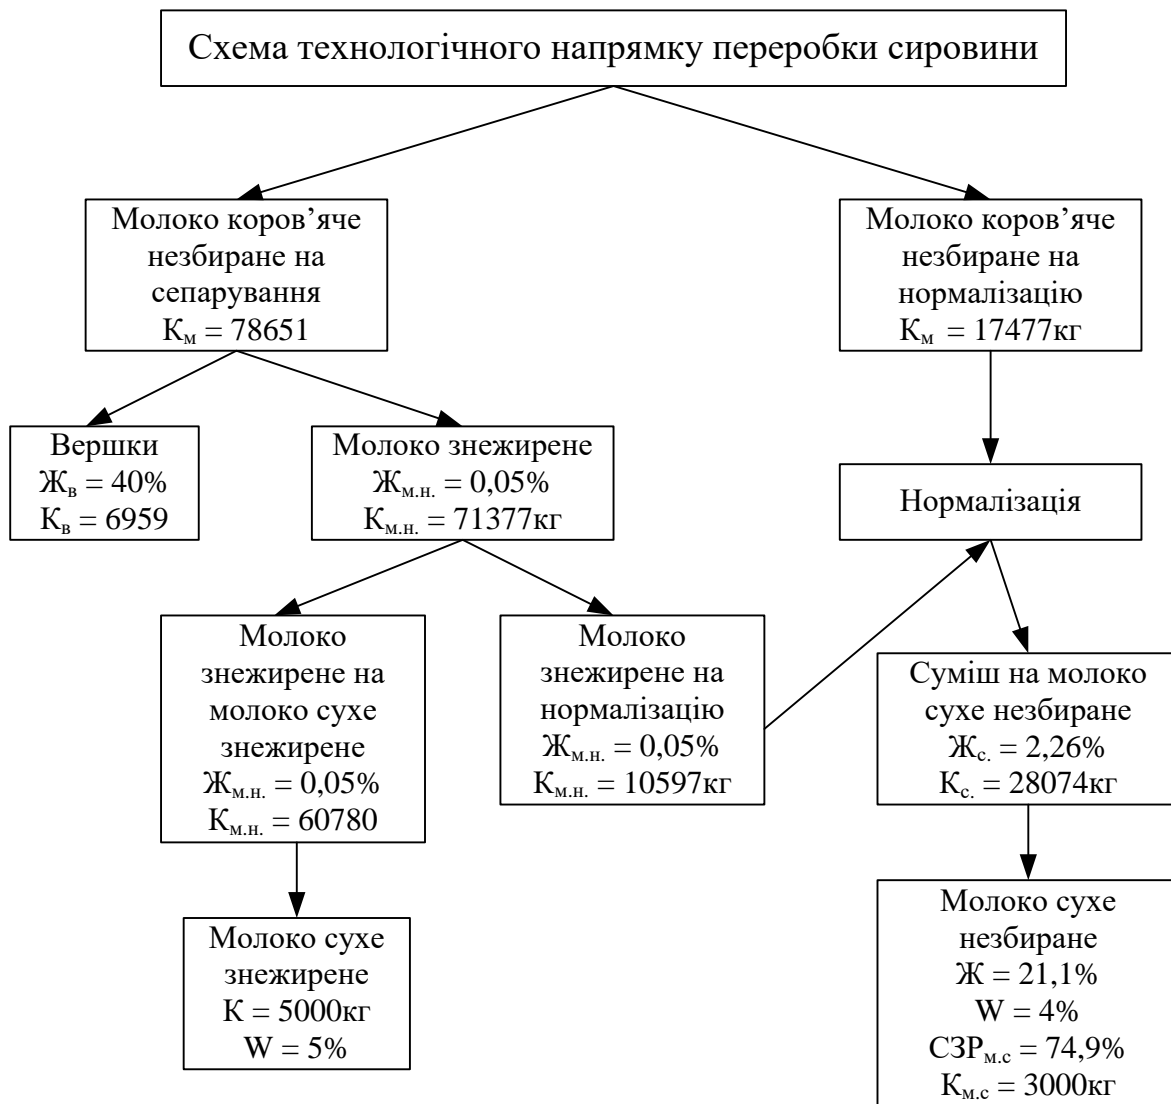 Схема технологічного напрямку переробки сировини
Молоко коров’яче
незбиране на
сепарування
Км = 78651
Молоко коров’яче
незбиране на
нормалізацію
Км = 17477кг
Вершки
Жв = 40%
Кв = 6959
Молоко знежирене
Жм.н. = 0,05%
Км.н. = 71377кг
Нормалізація
Молоко
знежирене на
молоко сухе
знежирене
Жм.н. = 0,05%
Км.н. = 60780
Молоко
знежирене на
нормалізацію
Жм.н. = 0,05%
Км.н. = 10597кг
Суміш на молоко
сухе незбиране
Жс. = 2,26%
Кс. = 28074кг
Молоко сухе
знежирене
К = 5000кг
W = 5%
Молоко сухе
незбиране
Ж = 21,1%
W = 4%
СЗРм.с = 74,9%
Км.с = 3000кг